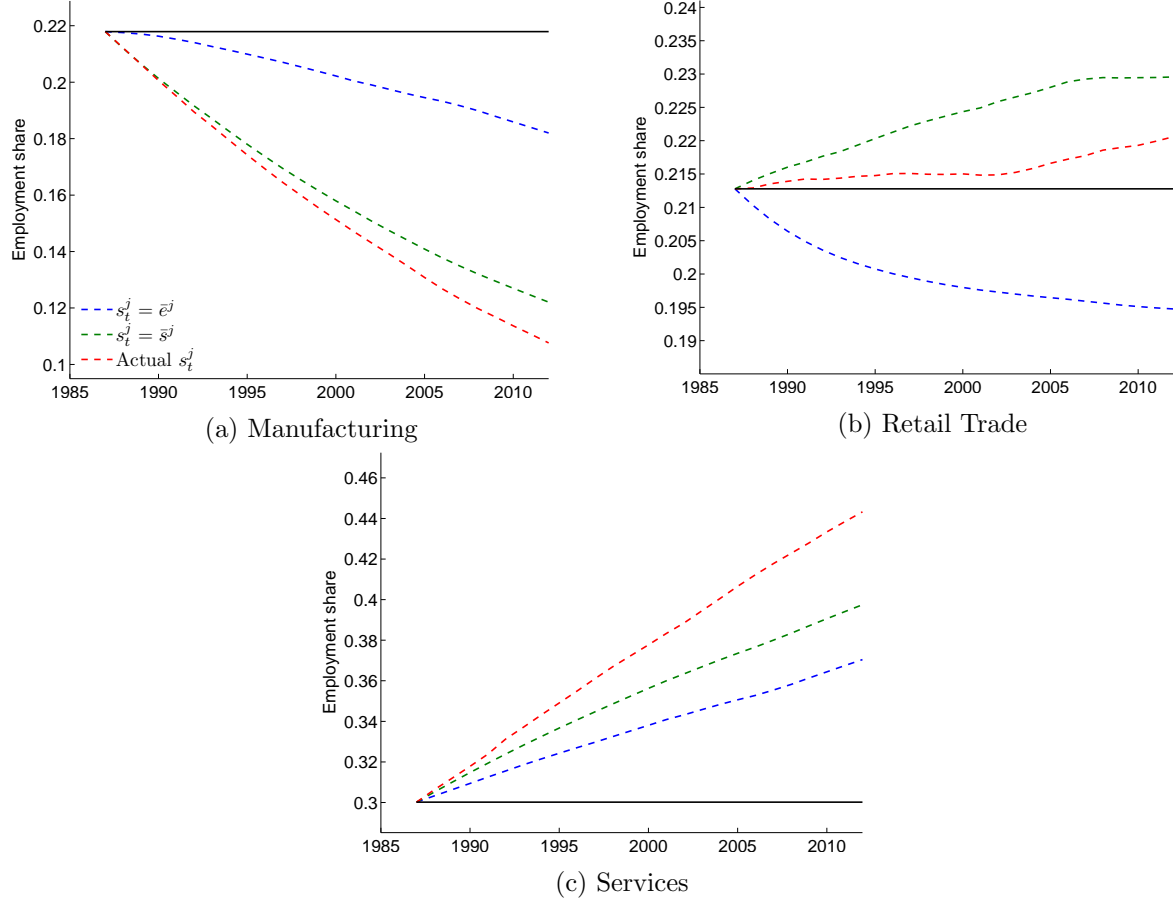 0.22
0.2
0.18
0.16
0.14
0.12
0.1
Employment share
s_t^j = ē^j
s_t^j = s̄^j
Actual s_t^j
1985 1990 1995 2000 2005 2010
(a) Manufacturing
0.24
0.235
0.23
0.225
0.22
0.215
0.21
0.205
0.2
0.195
0.19
Employment share
1985 1990 1995 2000 2005 2010
(b) Retail Trade
0.46
0.44
0.42
0.4
0.38
0.36
0.34
0.32
0.3
Employment share
1985 1990 1995 2000 2005 2010
(c) Services